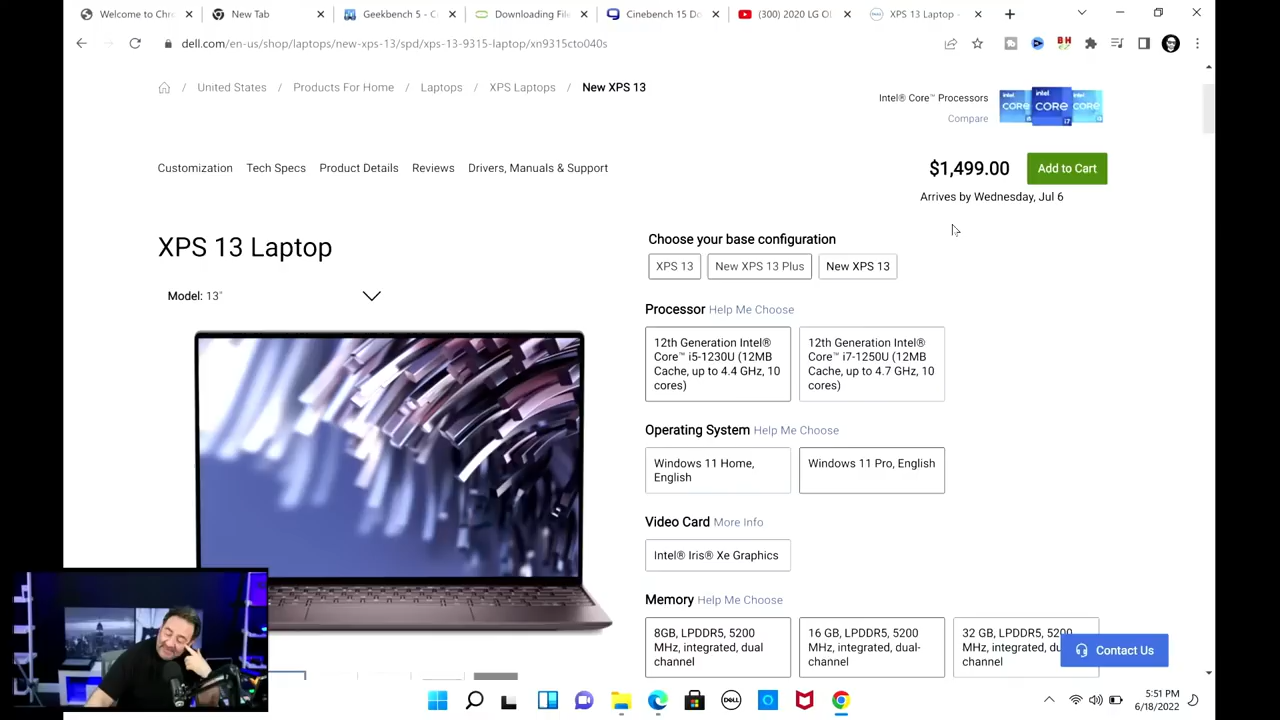 Welcome to Chr
New Tab
Geekbench 5 - C
Downloading File
Cinebench 15 Do
(300) 2020 LG OL
XPS 13 Laptop -
dell.com/en-us/shop/laptops/new-xps-13/spd/xps-13-9315-laptop/xn9315cto040s
United States / Products For Home / Laptops / XPS Laptops / New XPS 13
Intel® Core™ Processors
Compare
Customization
Tech Specs
Product Details
Reviews
Drivers, Manuals & Support
$1,499.00
Add to Cart
Arrives by Wednesday, Jul 6
XPS 13 Laptop
Model: 13"
Choose your base configuration
XPS 13
New XPS 13 Plus
New XPS 13
Processor Help Me Choose
12th Generation Intel®
Core™ i5-1230U (12MB
Cache, up to 4.4 GHz, 10
cores)
12th Generation Intel®
Core™ i7-1250U (12MB
Cache, up to 4.7 GHz, 10
cores)
Operating System Help Me Choose
Windows 11 Home,
English
Windows 11 Pro, English
Video Card More Info
Intel® Iris® Xe Graphics
Memory Help Me Choose
8GB, LPDDR5, 5200
MHz, integrated, dual
channel
16 GB, LPDDR5, 5200
MHz, integrated, dual-
channel
32 GB, LPDDR5, 5200
MHz, integrated, du
channel
Contact Us
5:51 PM
6/18/2022